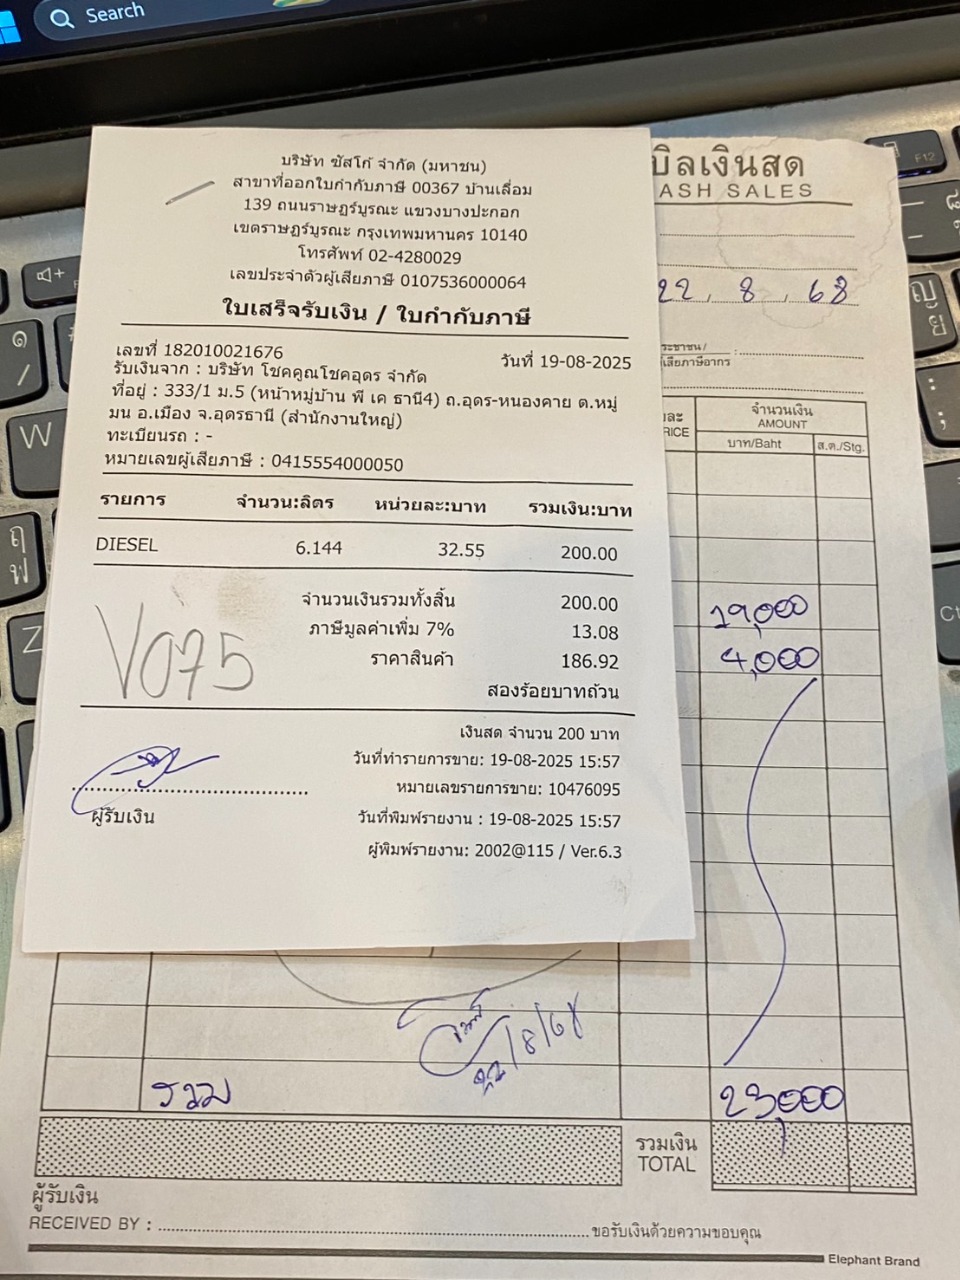 Search
บริษัท ซัสโก้ จำกัด (มหาชน)
สาขาที่ออกใบกำกับภาษี 00367 บ้านเลื่อม
139 ถนนราษฎร์บูรณะ แขวงบางปะกอก
เขตราษฎร์บูรณะ กรุงเทพมหานคร 10140
โทรศัพท์ 02-4280029
เลขประจำตัวผู้เสียภาษี 0107536000064
ใบเสร็จรับเงิน / ใบกำกับภาษี
เลขที่ 182010021676 วันที่ 19-08-2025
รับเงินจาก : บริษัท โชคคูณโชคอุดร จำกัด
ที่อยู่ : 333/1 ม.5 (หน้าหมู่บ้าน พี เค ธานี4) ถ.อุดร-หนองคาย ต.หมู
มน อ.เมือง จ.อุดรธานี (สำนักงานใหญ่)
ทะเบียนรถ : -
หมายเลขผู้เสียภาษี : 0415554000050
รายการ จำนวน:ลิตร หน่วยละ:บาท รวมเงิน:บาท
DIESEL 6.144 32.55 200.00
จำนวนเงินรวมทั้งสิ้น 200.00
ภาษีมูลค่าเพิ่ม 7% 13.08
ราคาสินค้า 186.92
สองร้อยบาทถ้วน
V075
เงินสด จำนวน 200 บาท
วันที่ทำรายการขาย: 19-08-2025 15:57
หมายเลขรายการขาย: 10476095
ผู้รับเงิน
วันที่พิมพ์รายงาน : 19-08-2025 15:57
ผู้พิมพ์รายงาน: 2002@115 / Ver.6.3
บิลเงินสด
ASH SALES
22 , 8 , 68
ระชาชน /
เสียภาษีอากร
ละ จำนวนเงิน
RICE AMOUNT
บาท/Baht ส.ต./Stg.
19,000
4,000
/8/68
รวม 23,000
รวมเงิน
TOTAL
ผู้รับเงิน
RECEIVED BY : ขอรับเงินด้วยความขอบคุณ
Elephant Brand
F12
W
Z